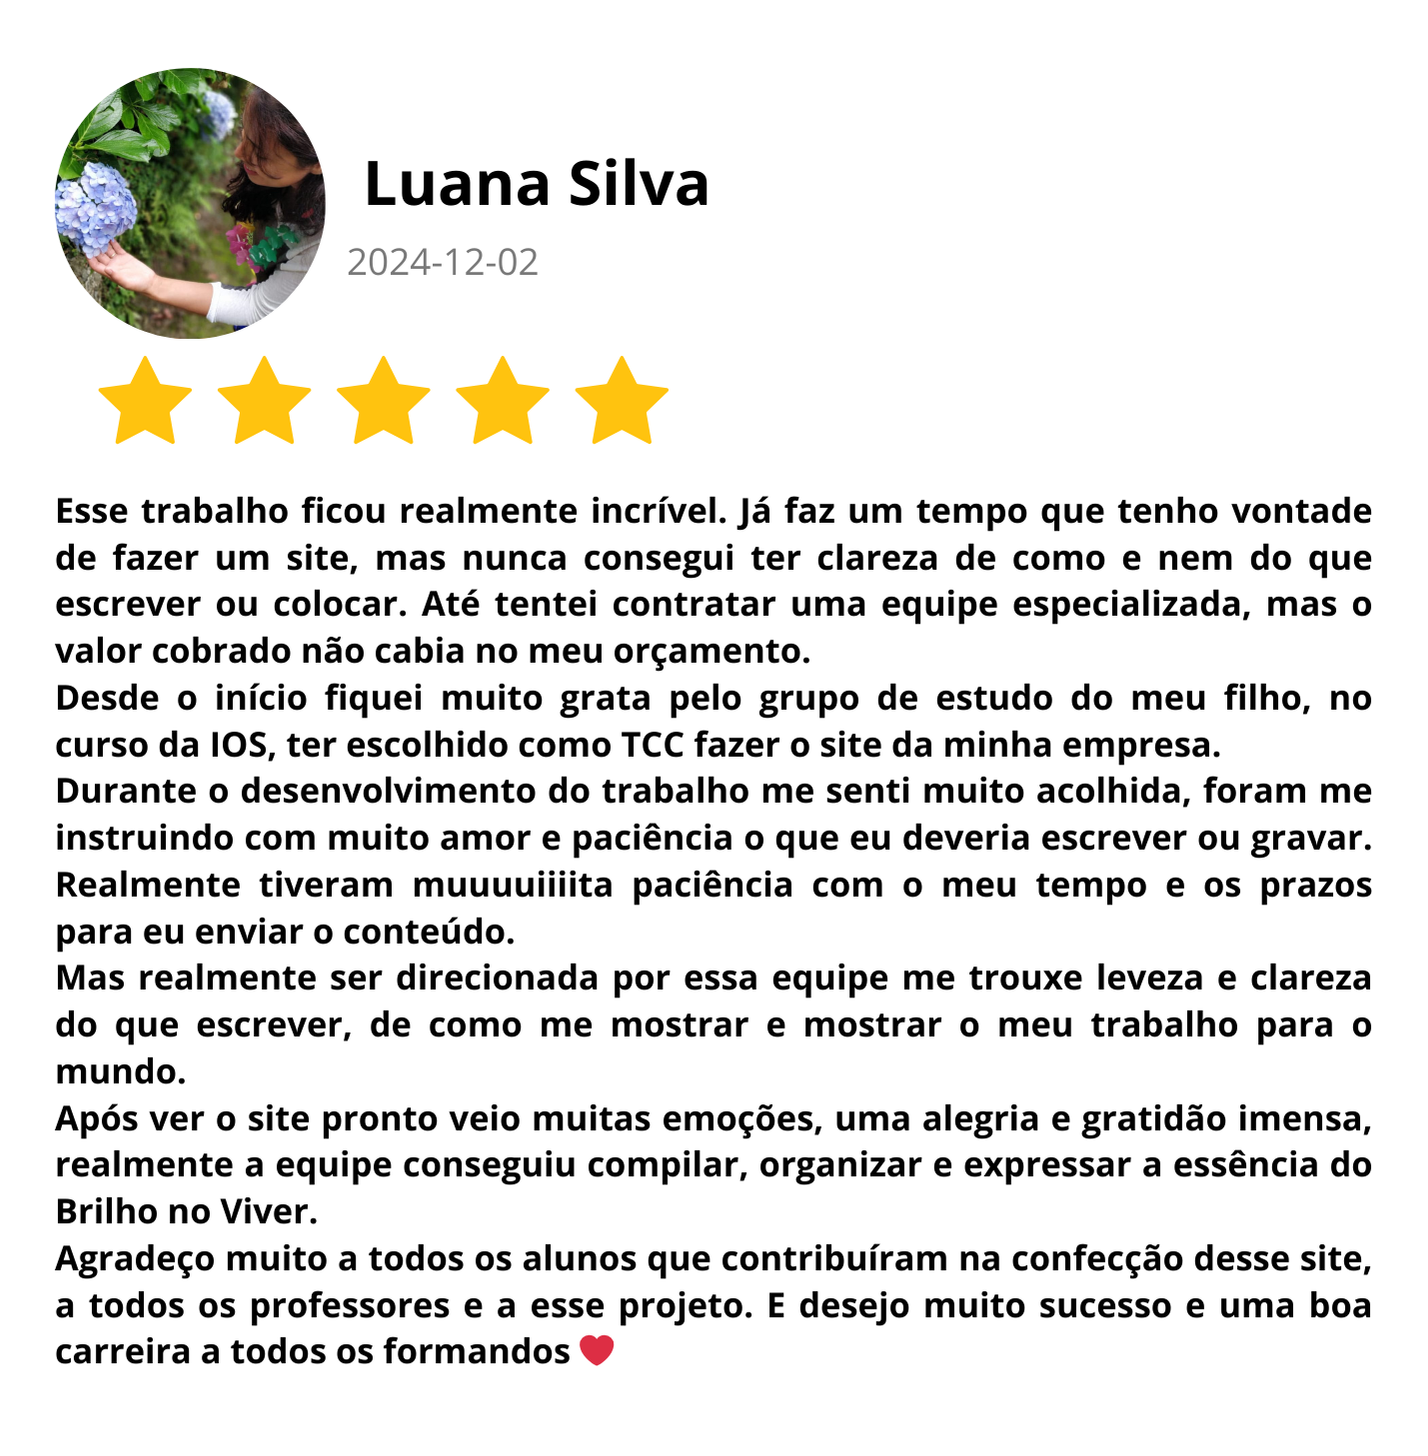 Luana Silva
2024-12-02
Esse trabalho ficou realmente incrível. Já faz um tempo que tenho vontade
de fazer um site, mas nunca consegui ter clareza de como e nem do que
escrever ou colocar. Até tentei contratar uma equipe especializada, mas o
valor cobrado não cabia no meu orçamento.
Desde o início fiquei muito grata pelo grupo de estudo do meu filho, no
curso da IOS, ter escolhido como TCC fazer o site da minha empresa.
Durante o desenvolvimento do trabalho me senti muito acolhida, foram me
instruindo com muito amor e paciência o que eu deveria escrever ou gravar.
Realmente tiveram muuuuiiiita paciência com o meu tempo e os prazos
para eu enviar o conteúdo.
Mas realmente ser direcionada por essa equipe me trouxe leveza e clareza
do que escrever, de como me mostrar e mostrar o meu trabalho para o
mundo.
Após ver o site pronto veio muitas emoções, uma alegria e gratidão imensa,
realmente a equipe conseguiu compilar, organizar e expressar a essência do
Brilho no Viver.
Agradeço muito a todos os alunos que contribuíram na confecção desse site,
a todos os professores e a esse projeto. E desejo muito sucesso e uma boa
carreira a todos os formandos ❤️